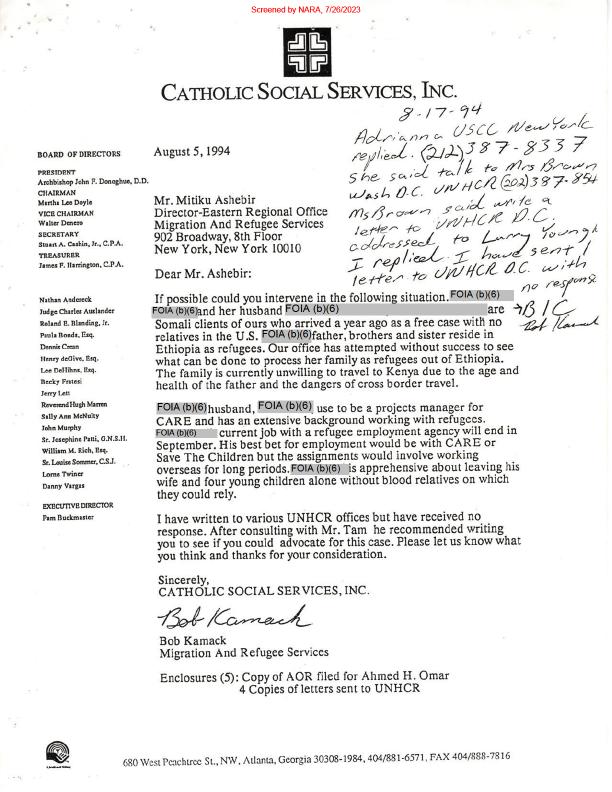 Screened by NARA, 7/26/2023
CATHOLIC SOCIAL SERVICES, INC.
8-17-94
Adrianna USCC New York
replied. (212) 387-8337
She said talk to Mrs Brown
Wash D.C. UNHCR (202) 387-854
Ms Brown said write a
letter to UNHCR D.C.
addressed to Larry
I replied I have sent 1
letter to UNHCR D.C. with
no response
Bob Kamack
BOARD OF DIRECTORS
PRESIDENT
Archbishop John F. Donoghue, D.D.
CHAIRMAN
Martha Lee Doyle
VICE CHAIRMAN
Walter Denero
SECRETARY
Stuart A. Cashin, Jr., C.P.A.
TREASURER
James F. Harrington, C.P.A.
Nathan Andereck
Judge Charles Auslander
Roland E. Blanding, Jr.
Paula Bonds, Esq.
Dennis Crean
Henry deGive, Esq.
Lee DeHihns, Esq.
Becky Fratesi
Jerry Lett
Reverend Hugh Marren
Sally Ann McNulty
John Murphy
Sr. Josephine Patti, G.N.S.H.
William M. Rich, Esq.
Sr. Louise Sommer, C.S.J.
Lorne Twiner
Danny Vargas
EXECUTIVE DIRECTOR
Pam Buckmaster
August 5, 1994
Mr. Mitiku Ashebir
Director-Eastern Regional Office
Migration And Refugee Services
902 Broadway, 8th Floor
New York, New York 10010
Dear Mr. Ashebir:
If possible could you intervene in the following situation. FOIA (b)(6)
FOIA (b)(6) and her husband FOIA (b)(6) are
Somali clients of ours who arrived a year ago as a free case with no
relatives in the U.S. FOIA (b)(6) father, brothers and sister reside in
Ethiopia as refugees. Our office has attempted without success to see
what can be done to process her family as refugees out of Ethiopia.
The family is currently unwilling to travel to Kenya due to the age and
health of the father and the dangers of cross border travel.
FOIA (b)(6) husband, FOIA (b)(6) use to be a projects manager for
CARE and has an extensive background working with refugees.
FOIA (b)(6) current job with a refugee employment agency will end in
September. His best bet for employment would be with CARE or
Save The Children but the assignments would involve working
overseas for long periods. FOIA (b)(6) is apprehensive about leaving his
wife and four young children alone without blood relatives on which
they could rely.
I have written to various UNHCR offices but have received no
response. After consulting with Mr. Tam he recommended writing
you to see if you could advocate for this case. Please let us know what
you think and thanks for your consideration.
Sincerely,
CATHOLIC SOCIAL SERVICES, INC.
Bob Kamack
Bob Kamack
Migration And Refugee Services
Enclosures (5): Copy of AOR filed for Ahmed H. Omar
4 Copies of letters sent to UNHCR
680 West Peachtree St., NW, Atlanta, Georgia 30308-1984, 404/881-6571, FAX 404/888-7816